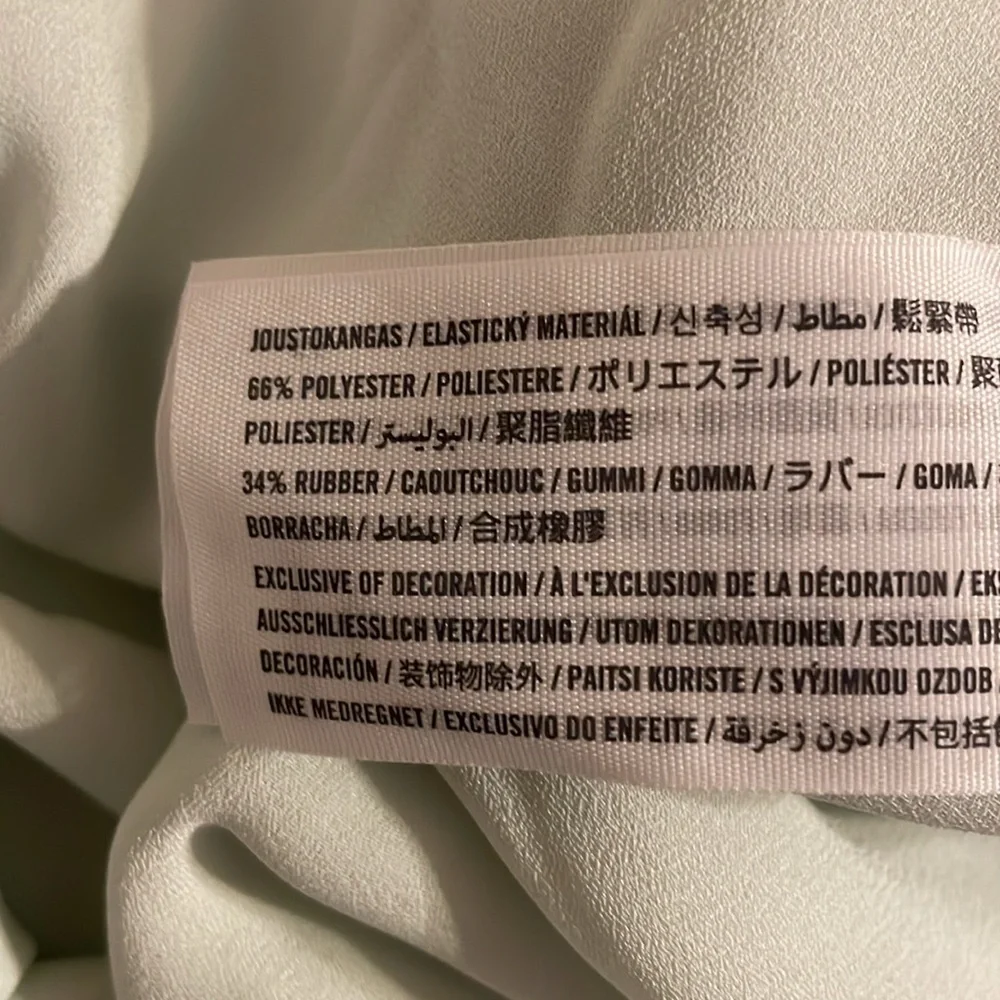 JOUSTOKANGAS / ELASTICKÝ MATERIÁL / 신축성 / مطاط / 鬆緊帶
66% POLYESTER / POLIESTERE / ポリエステル / POLIÉSTER /
POLIESTER / البوليستر / 聚脂纖維
34% RUBBER / CAOUTCHOUC / GUMMI / GOMMA / ラバー / GOMA /
BORRACHA / المطاط / 合成橡膠
EXCLUSIVE OF DECORATION / À L'EXCLUSION DE LA DÉCORATION /
AUSSCHLIESSLICH VERZIERUNG / UTOM DEKORATIONEN / ESCLUSA
DECORACIÓN / 装饰物除外 / PAITSI KORISTE / S VÝJIMKOU OZDOB
IKKE MEDREGNET / EXCLUSIVO DO ENFEITE / دون زخرفة / 不包括